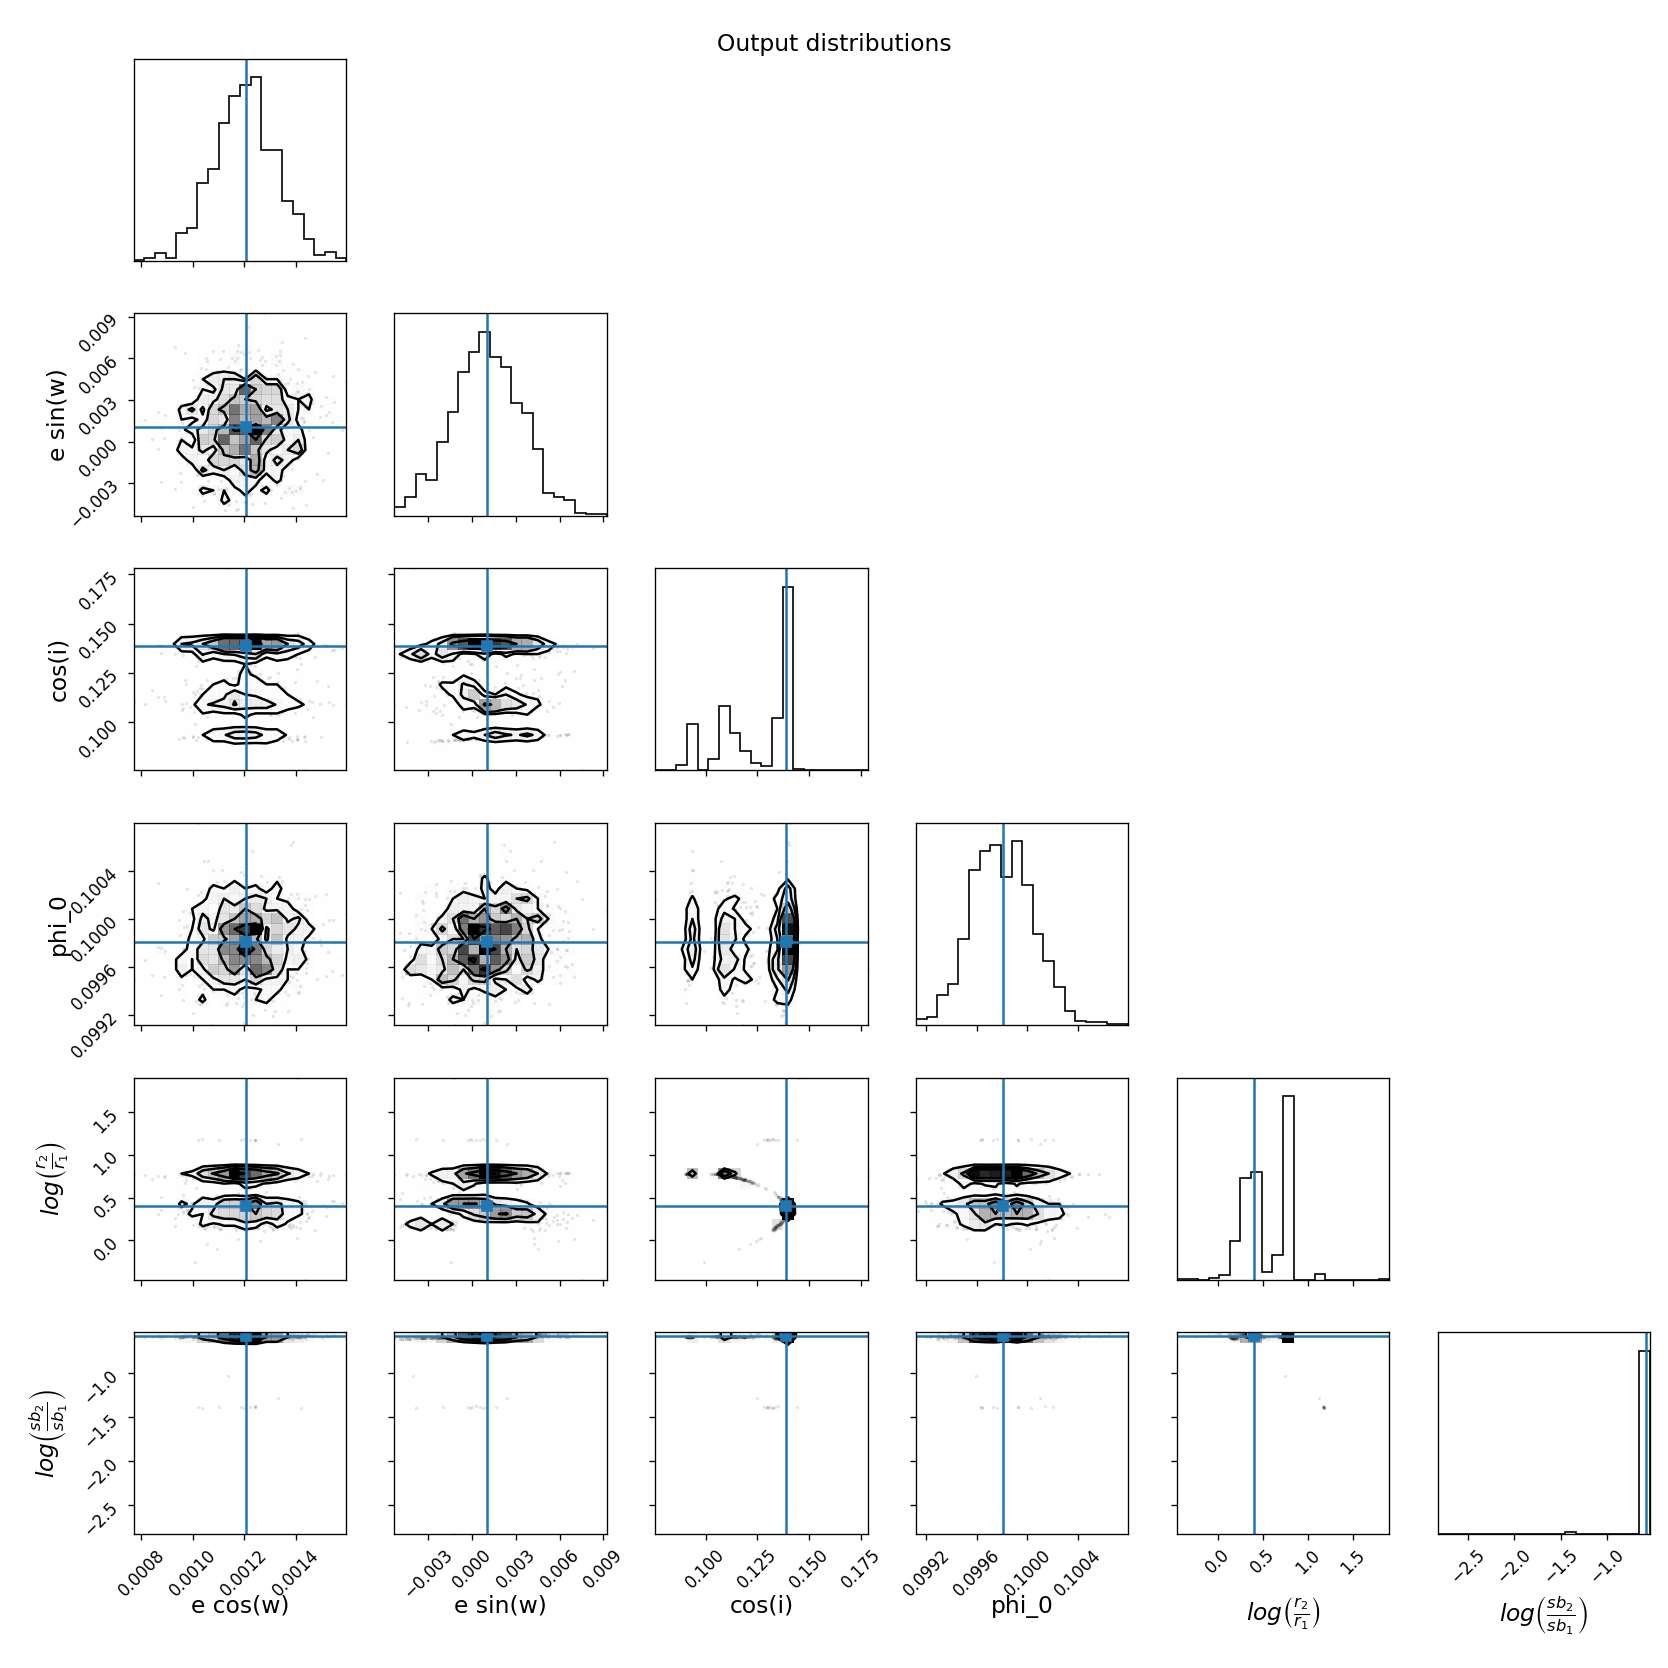 Output distributions
e sin(w)
0.009
0.006
0.003
0.000
−0.003
cos(i)
0.175
0.150
0.125
0.100
phi_0
0.1004
0.1000
0.0996
0.0992
log(r₂/r₁)
1.5
1.0
0.5
0.0
log(sb₂/sb₁)
−1.0
−1.5
−2.0
−2.5
0.0008 0.0010 0.0012 0.0014
−0.003 0.000 0.003 0.006 0.009
0.100 0.125 0.150 0.175
0.0992 0.0996 0.1000 0.1004
0.0 0.5 1.0 1.5
−2.5 −2.0 −1.5 −1.0
e cos(w) e sin(w) cos(i) phi_0 log(r₂/r₁) log(sb₂/sb₁)